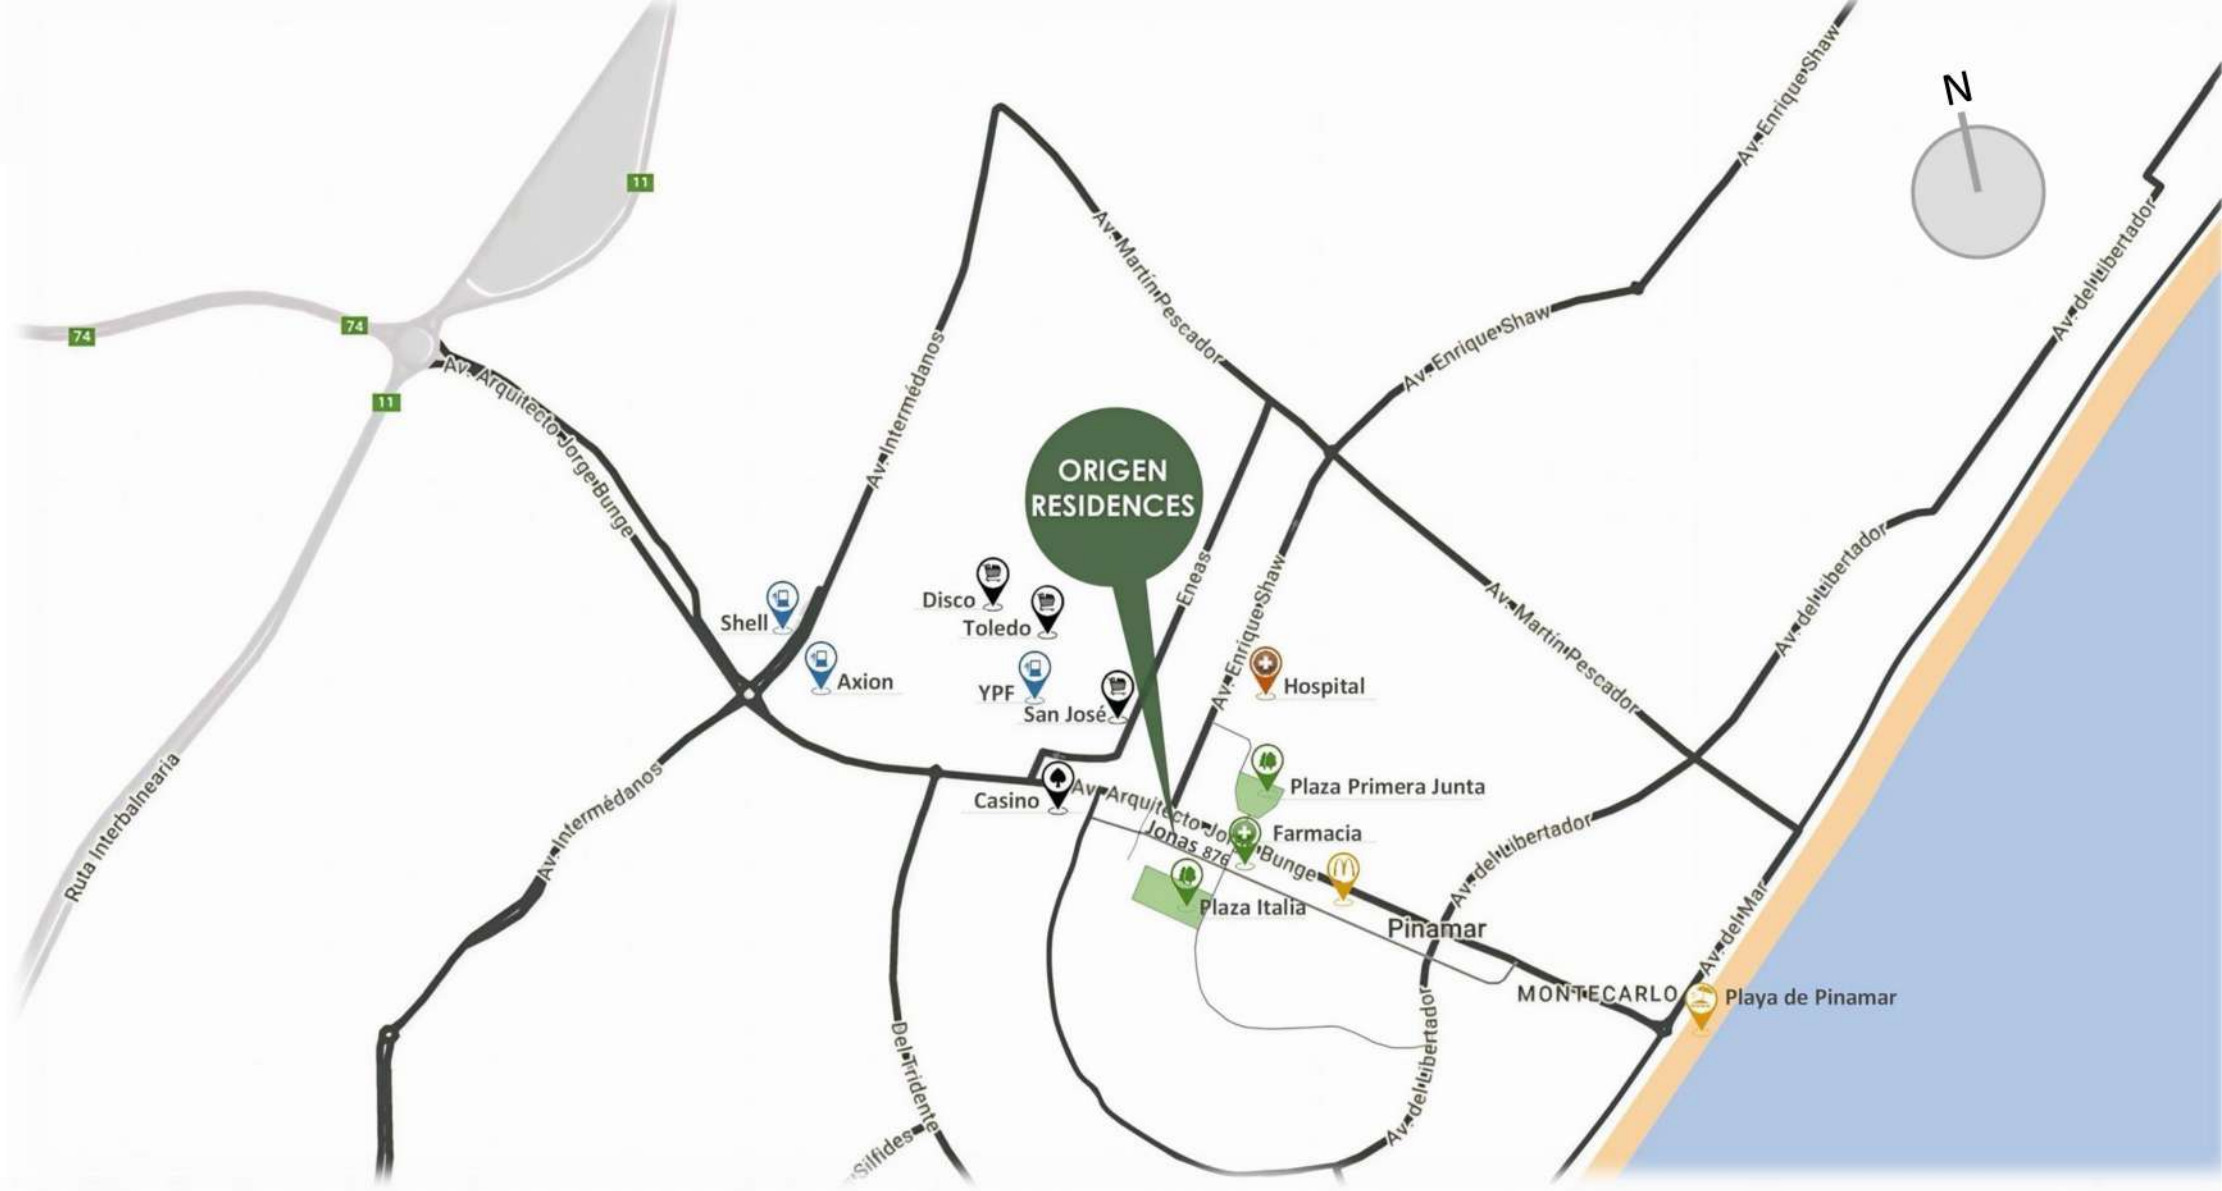 Av. Enrique Shaw
N
11
Av. Martín Pescador
Av. del Libertador
74
74
Av. Enrique Shaw
Av. Intermédanos
11
Av. Arquitecto Jorge Bunge
ORIGEN
RESIDENCES
Eneas
Av. Enrique Shaw
Disco
Shell
Toledo
Axion
YPF
San José
Hospital
Av. Martín Pescador
Av. del Libertador
Casino
Plaza Primera Junta
Av. Arquitecto Jor
Bunge
Jonas 876
Farmacia
Ruta Interbalnearia
Av. Intermédanos
Av. del Libertador
Plaza Italia
Pinamar
Av. del Mar
MONTECARLO
Playa de Pinamar
Del Tridente
Av. del Libertador
Silfides